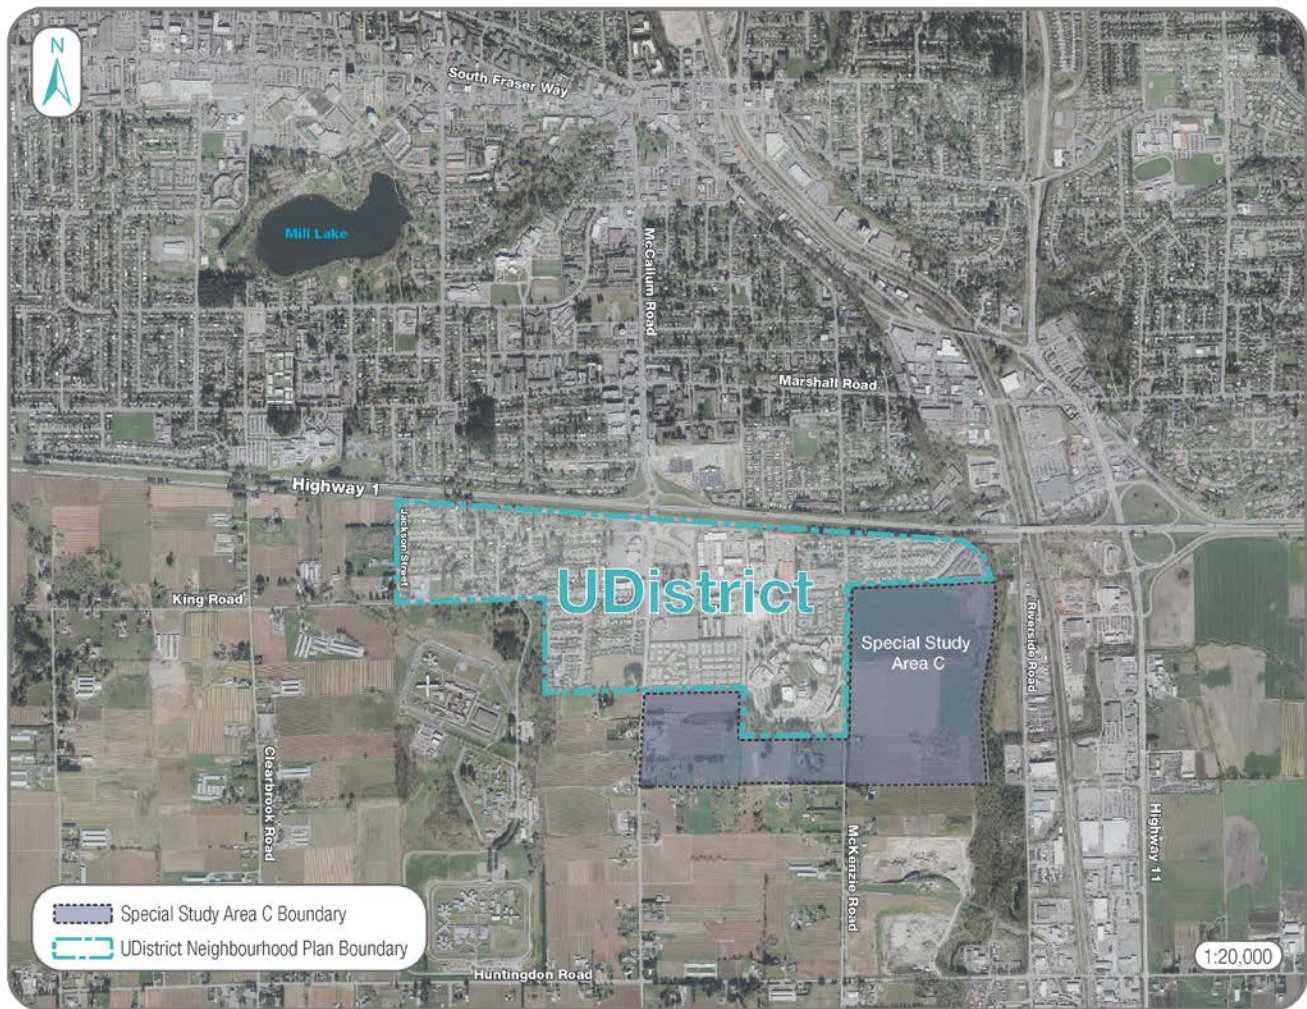 N
South Fraser Way
Mill Lake
McCallum Road
Marshall Road
Highway 1
Jackson Street
UDistrict
King Road
Special Study
Area C
Riverside Road
Clearbrook Road
McKenzie Road
Highway 11
Special Study Area C Boundary
UDistrict Neighbourhood Plan Boundary
1:20,000
Huntingdon Road